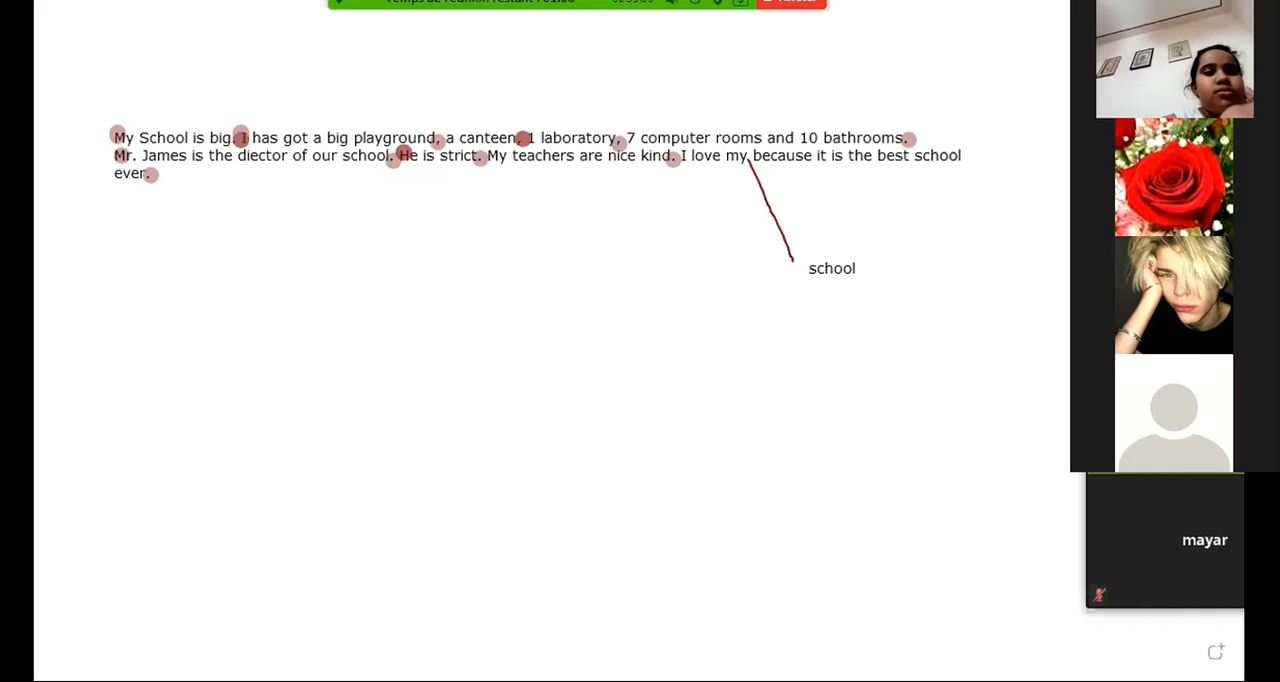 My School is big. I has got a big playground, a canteen, 1 laboratory, 7 computer rooms and 10 bathrooms.
Mr. James is the diector of our school. He is strict. My teachers are nice kind. I love my because it is the best school
ever.
school
mayar